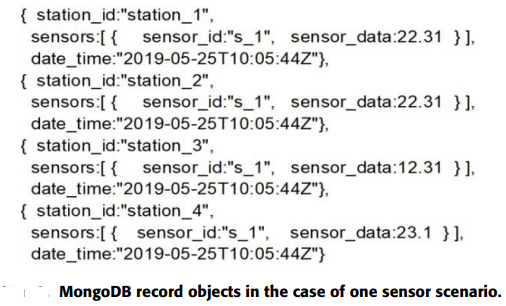 { station_id:"station_1",
sensors:[ { sensor_id:"s_1", sensor_data:22.31 } ],
date_time:"2019-05-25T10:05:44Z"},
{ station_id:"station_2",
sensors:[ { sensor_id:"s_1", sensor_data:22.31 } ],
date_time:"2019-05-25T10:05:44Z"},
{ station_id:"station_3",
sensors:[ { sensor_id:"s_1", sensor_data:12.31 } ],
date_time:"2019-05-25T10:05:44Z"},
{ station_id:"station_4",
sensors:[ { sensor_id:"s_1", sensor_data:23.1 } ],
date_time:"2019-05-25T10:05:44Z"}
MongoDB record objects in the case of one sensor scenario.